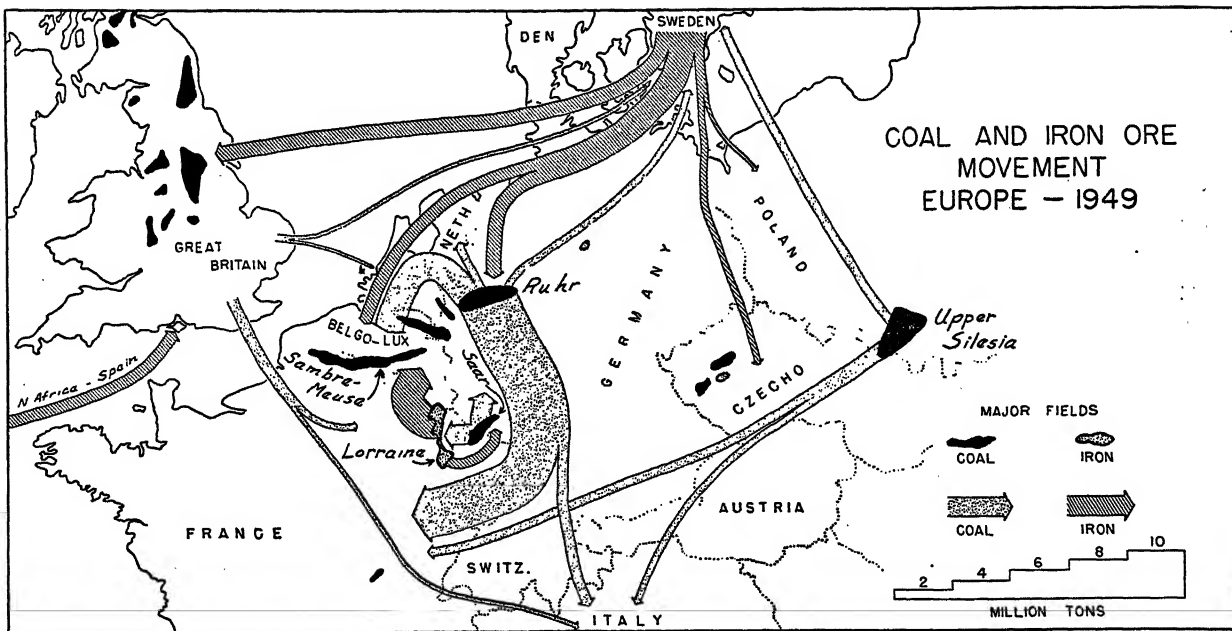 SWEDEN
DEN
COAL AND IRON ORE
MOVEMENT
EUROPE — 1949
GREAT
BRITAIN
NETH
POLAND
GERMANY
Ruhr
Upper
Silesia
BELGO-LUX
Sambre-
Meuse
Saar
N Africa - Spain
CZECHO
Lorraine
FRANCE
AUSTRIA
SWITZ.
ITALY
MAJOR FIELDS
COAL IRON
COAL IRON
2 4 6 8 10
MILLION TONS